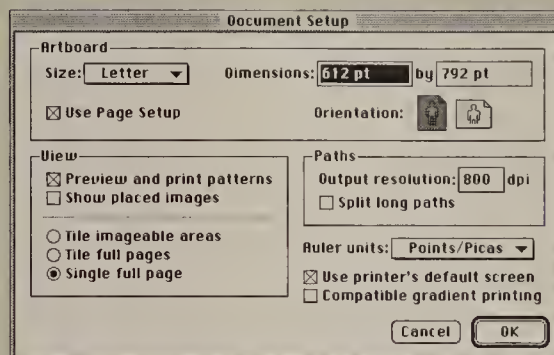 Document Setup
Artboard
Size: Letter Dimensions: 612 pt by 792 pt
Use Page Setup Orientation:
View
Preview and print patterns
Show placed images
Tile imageable areas
Tile full pages
Single full page
Paths
Output resolution: 800 dpi
Split long paths
Ruler units: Points/Picas
Use printer's default screen
Compatible gradient printing
Cancel OK